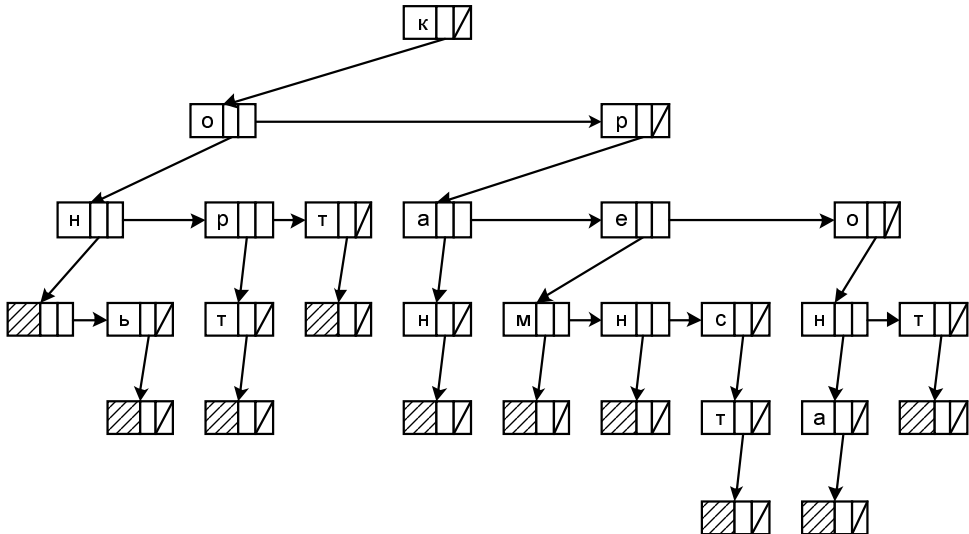 к
о р
н р т а е о
ь т н м н с н т
т а